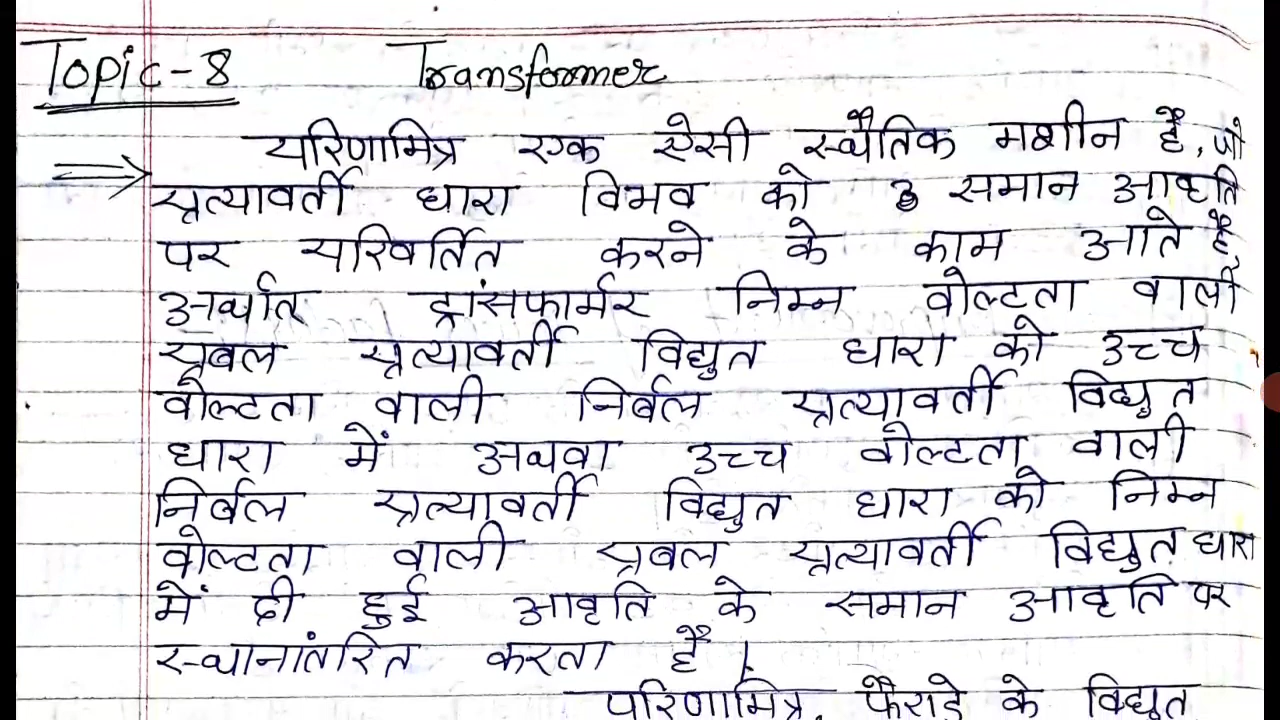 Topic-8 Transformer
परिणामित्र एक ऐसी स्थैतिक मशीन है, जो
प्रत्यावर्ती धारा विभव को समान आवृति
पर परिवर्तित करने के काम आते है,
अर्थात ट्रांसफार्मर निम्न वोल्टता वाली
प्रबल प्रत्यावर्ती विद्युत धारा को उच्च
वोल्टता वाली निर्बल प्रत्यावर्ती विद्युत
धारा में अथवा उच्च वोल्टता वाली
निर्बल प्रत्यावर्ती विद्युत धारा को निम्न
वोल्टता वाली प्रबल प्रत्यावर्ती विद्युत धारा
में दी हुई आवृति के समान आवृति पर
स्थानांतरित करता है।
परिणामित्र, फैराडे के विद्युत